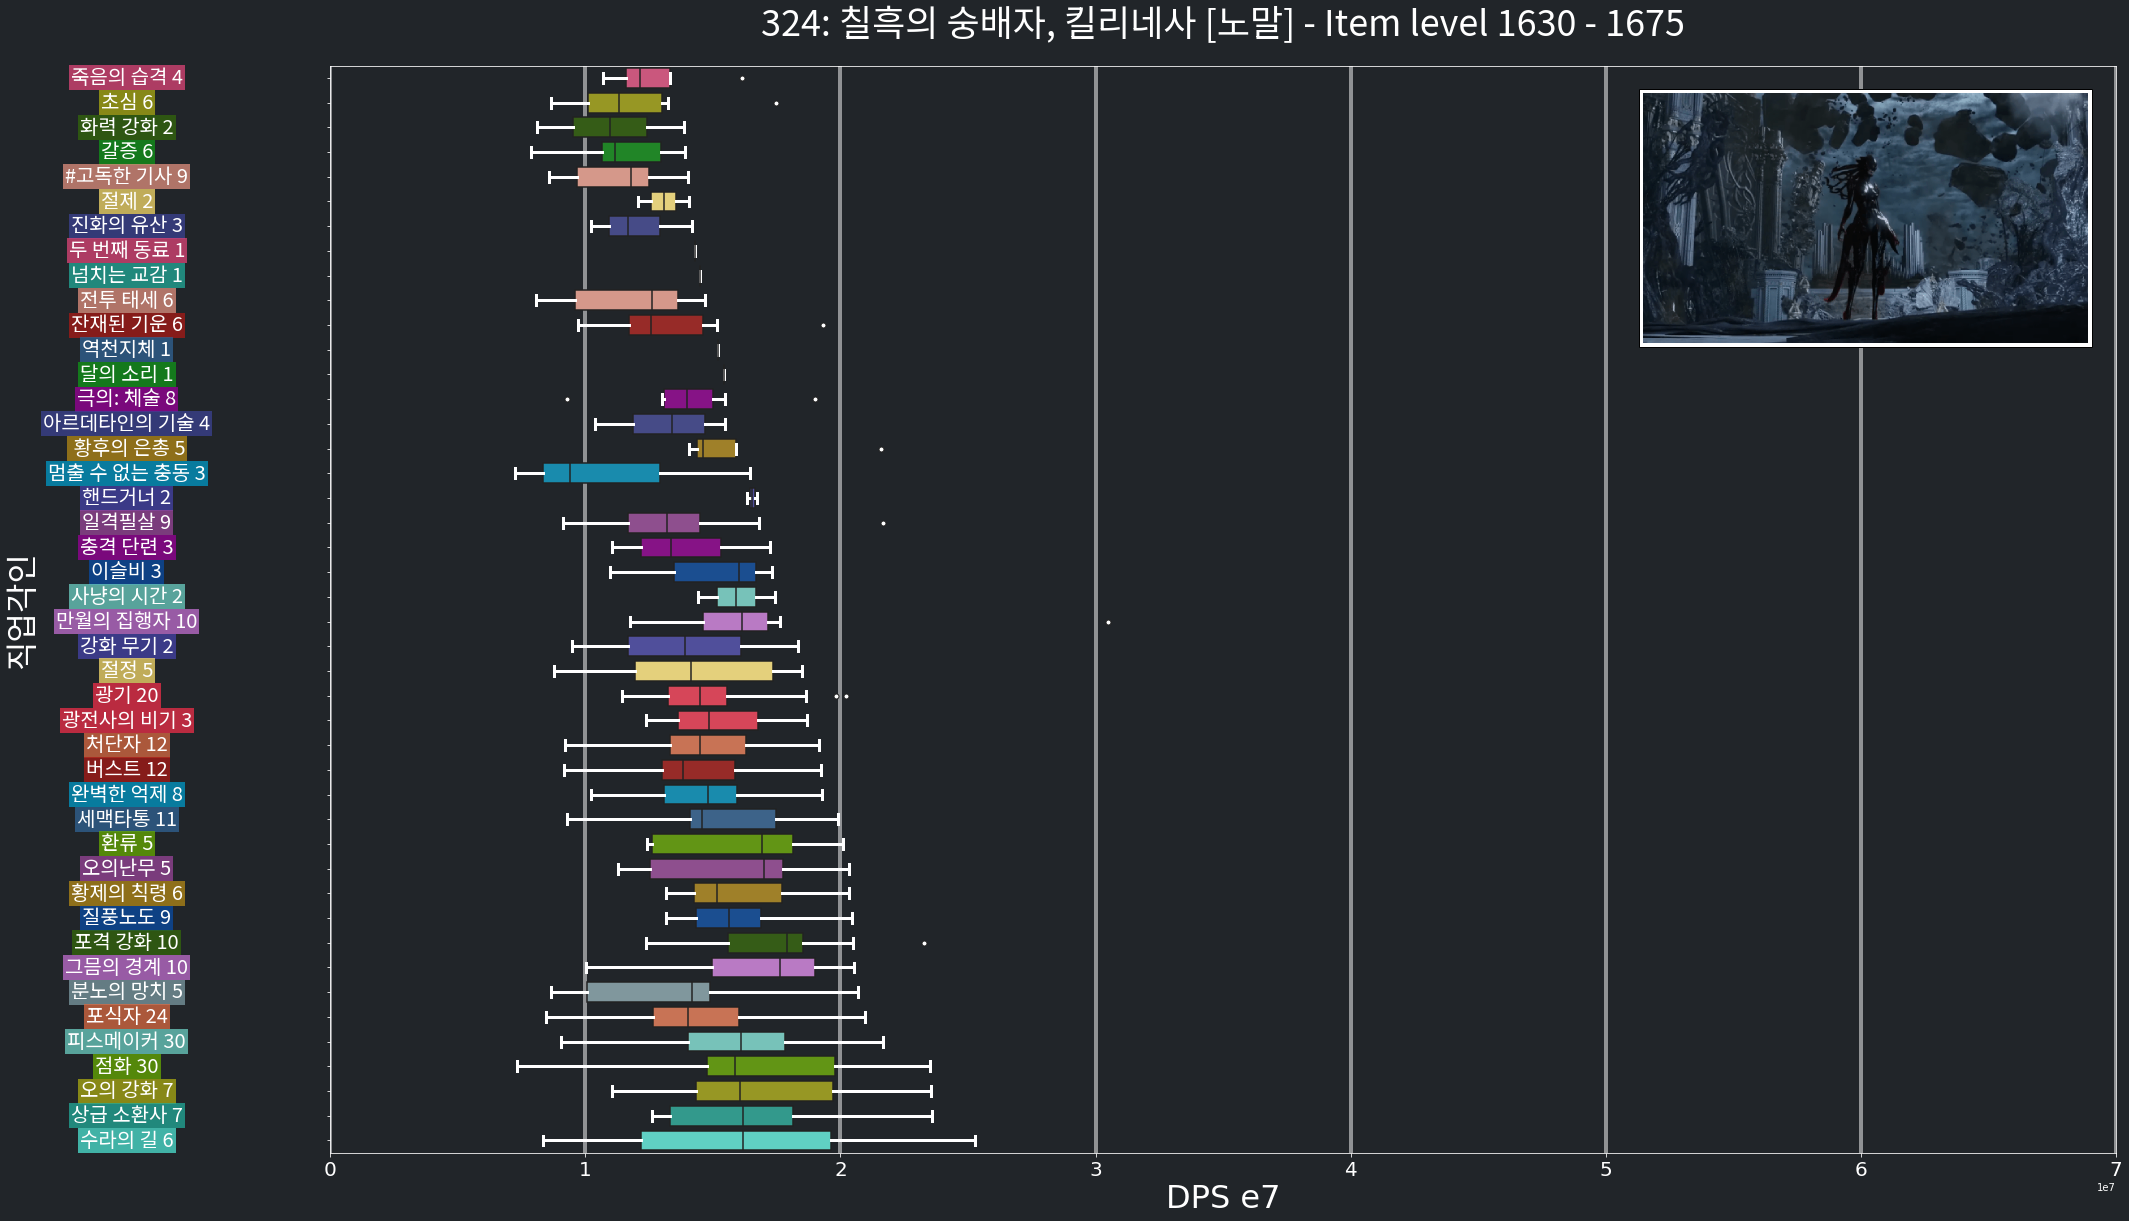 324: 칠흑의 숭배자, 킬리네사 [노말] - Item level 1630 - 1675
죽음의 습격 4
초심 6
화력 강화 2
갈증 6
#고독한 기사 9
절제 2
진화의 유산 3
두 번째 동료 1
넘치는 교감 1
전투 태세 6
잔재된 기운 6
역천지체 1
달의 소리 1
극의: 체술 8
아르데타인의 기술 4
황후의 은총 5
멈출 수 없는 충동 3
핸드거너 2
일격필살 9
충격 단련 3
이슬비 3
사냥의 시간 2
만월의 집행자 10
강화 무기 2
절정 5
광기 20
광전사의 비기 3
처단자 12
버스트 12
완벽한 억제 8
세맥타통 11
환류 5
오의난무 5
황제의 칙령 6
질풍노도 9
포격 강화 10
그믐의 경계 10
분노의 망치 5
포식자 24
피스메이커 30
점화 30
오의 강화 7
상급 소환사 7
수라의 길 6
직업각인
0 1 2 3 4 5 6 7
DPS e7
1e7